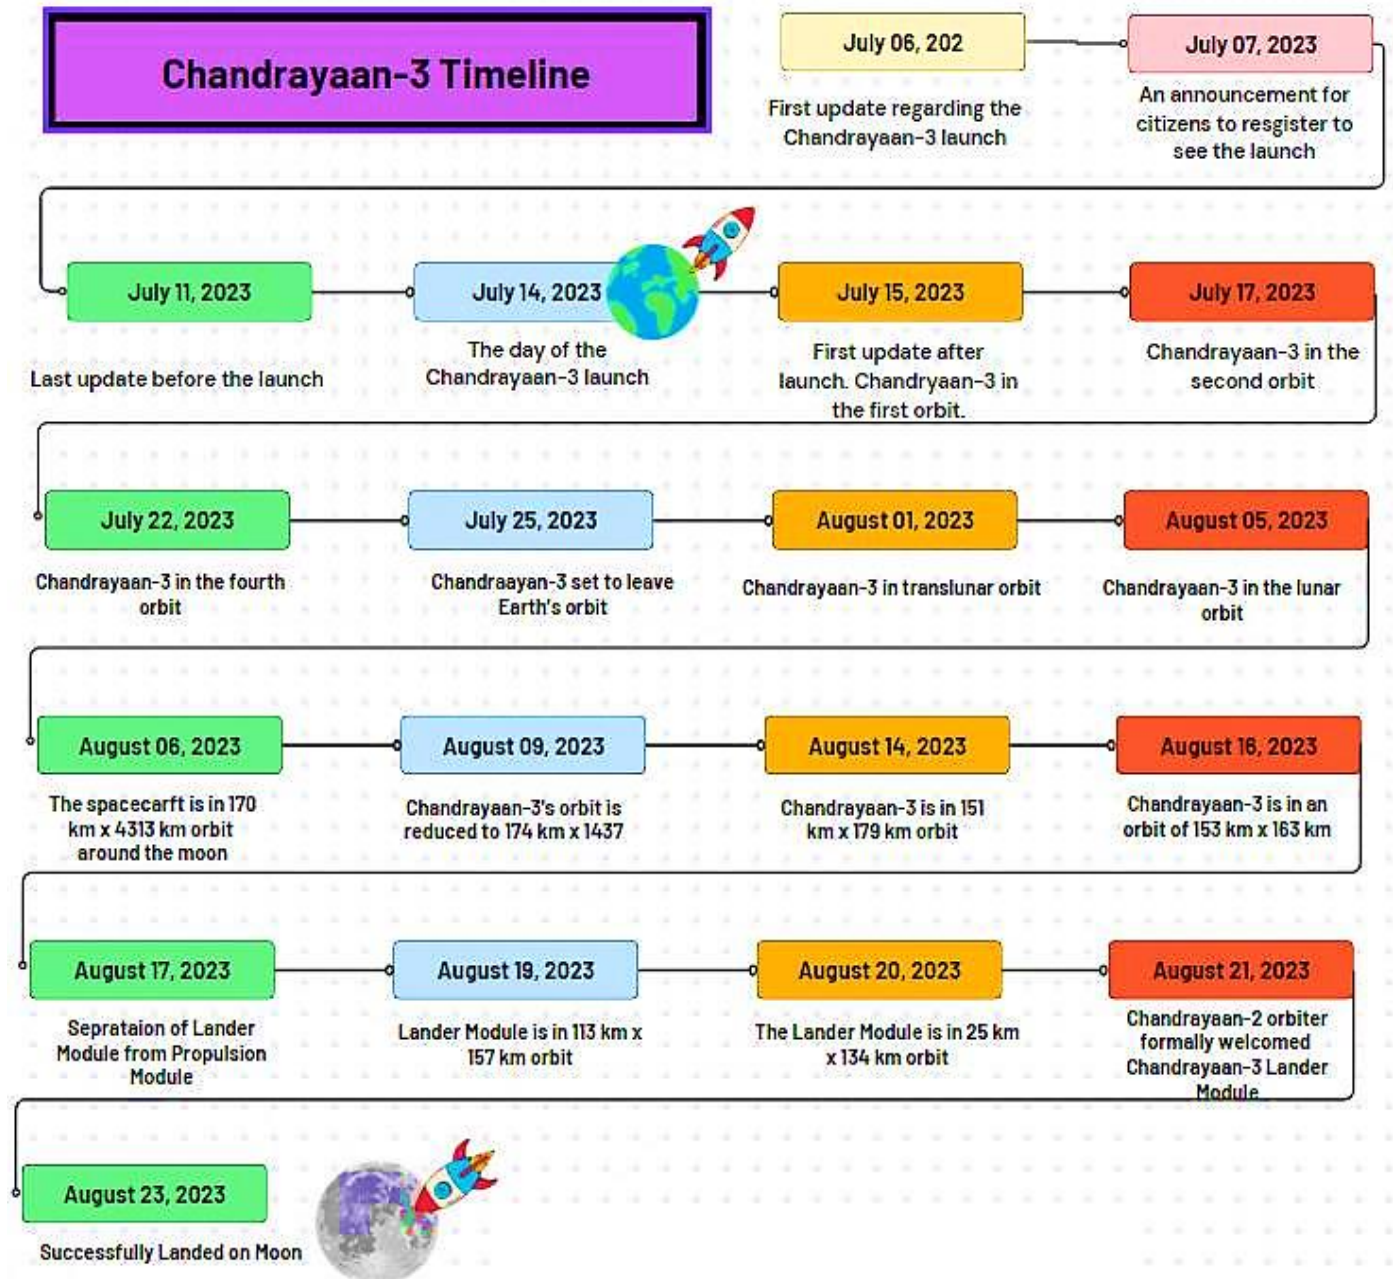 Chandrayaan-3 Timeline
July 06, 202
First update regarding the
Chandrayaan-3 launch
July 07, 2023
An announcement for
citizens to resgister to
see the launch
July 11, 2023
Last update before the launch
July 14, 2023
The day of the
Chandrayaan-3 launch
July 15, 2023
First update after
launch. Chandryaan-3 in
the first orbit.
July 17, 2023
Chandrayaan-3 in the
second orbit
July 22, 2023
Chandrayaan-3 in the fourth
orbit
July 25, 2023
Chandraayan-3 set to leave
Earth's orbit
August 01, 2023
Chandrayaan-3 in translunar orbit
August 05, 2023
Chandrayaan-3 in the lunar
orbit
August 06, 2023
The spacecarft is in 170
km x 4313 km orbit
around the moon
August 09, 2023
Chandrayaan-3's orbit is
reduced to 174 km x 1437
August 14, 2023
Chandrayaan-3 is in 151
km x 179 km orbit
August 16, 2023
Chandrayaan-3 is in an
orbit of 153 km x 163 km
August 17, 2023
Seprataion of Lander
Module from Propulsion
Module
August 19, 2023
Lander Module is in 113 km x
157 km orbit
August 20, 2023
The Lander Module is in 25 km
x 134 km orbit
August 21, 2023
Chandrayaan-2 orbiter
formally welcomed
Chandrayaan-3 Lander
Module
August 23, 2023
Successfully Landed on Moon